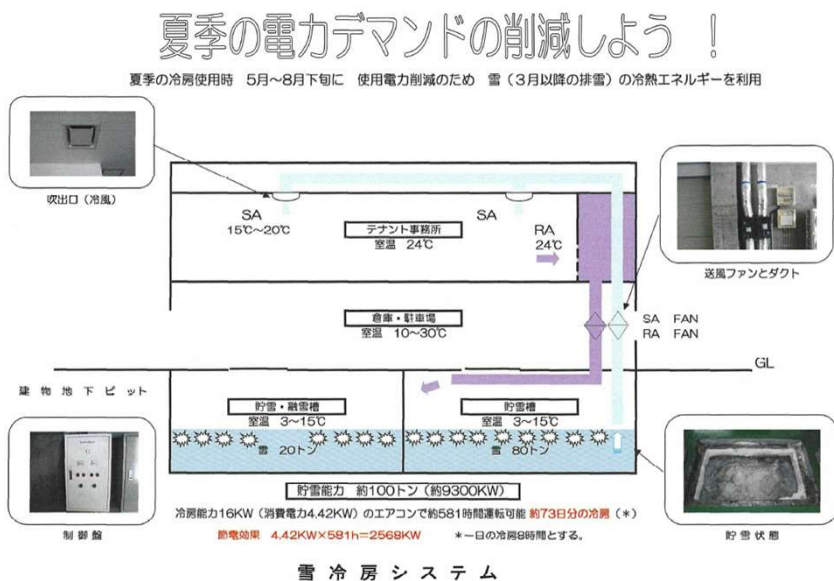 夏季の電力デマンドの削減しよう ！
夏季の冷房使用時 5月～8月下旬に 使用電力削減のため 雪（3月以降の排雪）の冷熱エネルギーを利用
吹出口（冷風）
SA
15℃～20℃
テナント事務所
室温 24℃
SA
RA
24℃
送風ファンとダクト
倉庫・駐車場
室温 10～30℃
SA FAN
RA FAN
GL
建物地下ピット
貯雪・融雪槽
室温 3～15℃
雪 20トン
貯雪槽
室温 3～15℃
雪 80トン
制御盤
貯雪状態
貯雪能力 約100トン（約9300KW）
冷房能力16KW（消費電力4.42KW）のエアコンで約581時間運転可能 約73日分の冷房（*）
節電効果 4.42KW×581h=2568KW *一日の冷房8時間とする。
雪冷房システム